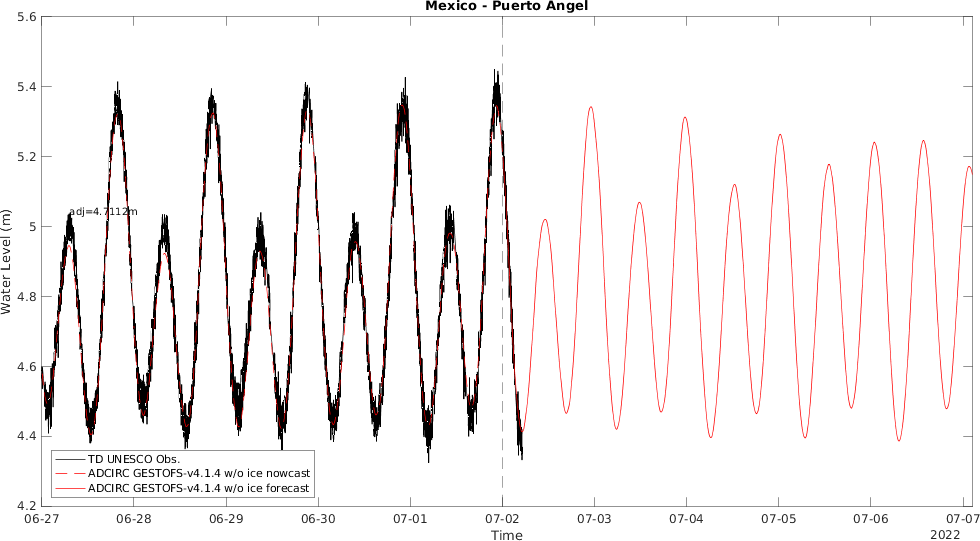 Mexico - Puerto Angel
5.6
5.4
5.2
5
4.8
4.6
4.4
4.2
Water Level (m)
adj=4.7112m
TD UNESCO Obs.
ADCIRC GESTOFS-v4.1.4 w/o ice nowcast
ADCIRC GESTOFS-v4.1.4 w/o ice forecast
06-27 06-28 06-29 06-30 07-01 07-02 07-03 07-04 07-05 07-06 07-07
Time
2022